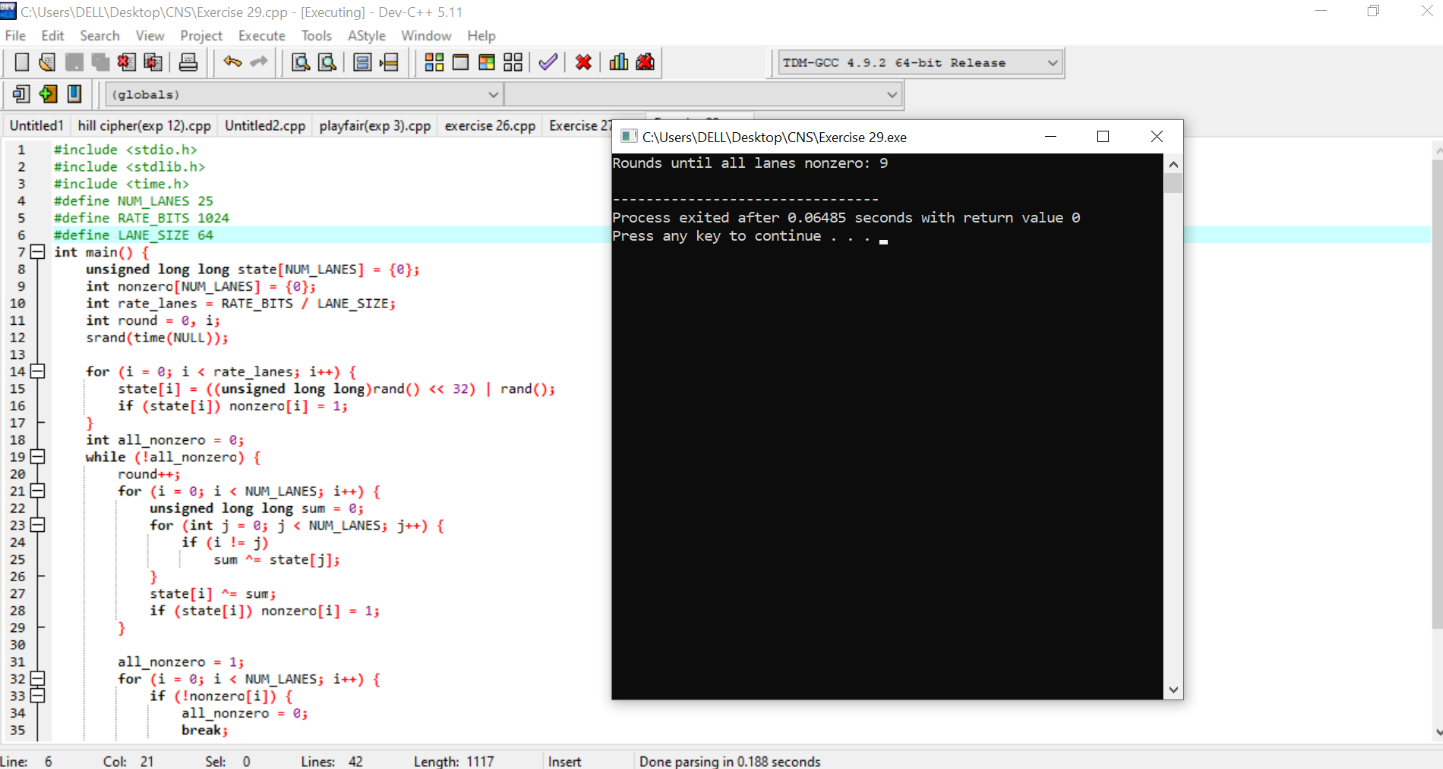 C:\Users\DELL\Desktop\CNS\Exercise 29.cpp - [Executing] - Dev-C++ 5.11
File Edit Search View Project Execute Tools AStyle Window Help
TDM-GCC 4.9.2 64-bit Release
(globals)
Untitled1 hill cipher(exp 12).cpp Untitled2.cpp playfair(exp 3).cpp exercise 26.cpp Exercise 27
1 #include <stdio.h>
2 #include <stdlib.h>
3 #include <time.h>
4 #define NUM_LANES 25
5 #define RATE_BITS 1024
6 #define LANE_SIZE 64
7 int main() {
8 unsigned long long state[NUM_LANES] = {0};
9 int nonzero[NUM_LANES] = {0};
10 int rate_lanes = RATE_BITS / LANE_SIZE;
11 int round = 0, i;
12 srand(time(NULL));
13
14 for (i = 0; i < rate_lanes; i++) {
15 state[i] = ((unsigned long long)rand() << 32) | rand();
16 if (state[i]) nonzero[i] = 1;
17 }
18 int all_nonzero = 0;
19 while (!all_nonzero) {
20 round++;
21 for (i = 0; i < NUM_LANES; i++) {
22 unsigned long long sum = 0;
23 for (int j = 0; j < NUM_LANES; j++) {
24 if (i != j)
25 sum ^= state[j];
26 }
27 state[i] ^= sum;
28 if (state[i]) nonzero[i] = 1;
29 }
30
31 all_nonzero = 1;
32 for (i = 0; i < NUM_LANES; i++) {
33 if (!nonzero[i]) {
34 all_nonzero = 0;
35 break;
C:\Users\DELL\Desktop\CNS\Exercise 29.exe
Rounds until all lanes nonzero: 9
--------------------------------
Process exited after 0.06485 seconds with return value 0
Press any key to continue . . .
Line: 6 Col: 21 Sel: 0 Lines: 42 Length: 1117 Insert Done parsing in 0.188 seconds